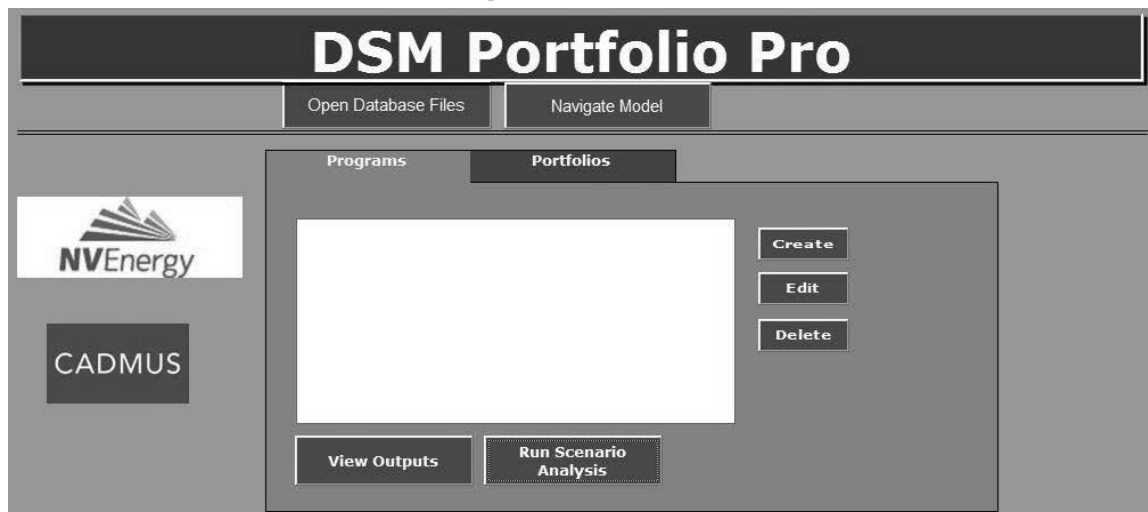 DSM Portfolio Pro
Open Database Files
Navigate Model
Programs
Portfolios
NVEnergy
CADMUS
Create
Edit
Delete
View Outputs
Run Scenario
Analysis